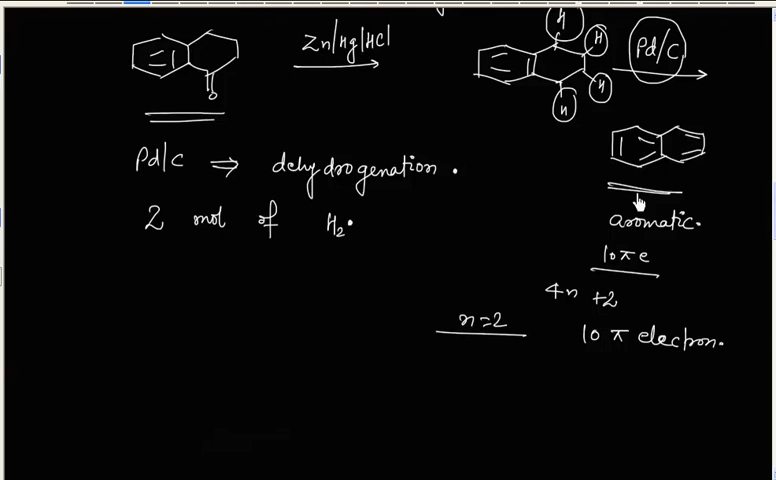 Zn/Hg/HCl
H
H
H
H
Pd/C
O
Pd/C ⇒ dehydrogenation.
2 mol of H2.
aromatic.
10πe
4n+2
n=2
10 π electron.